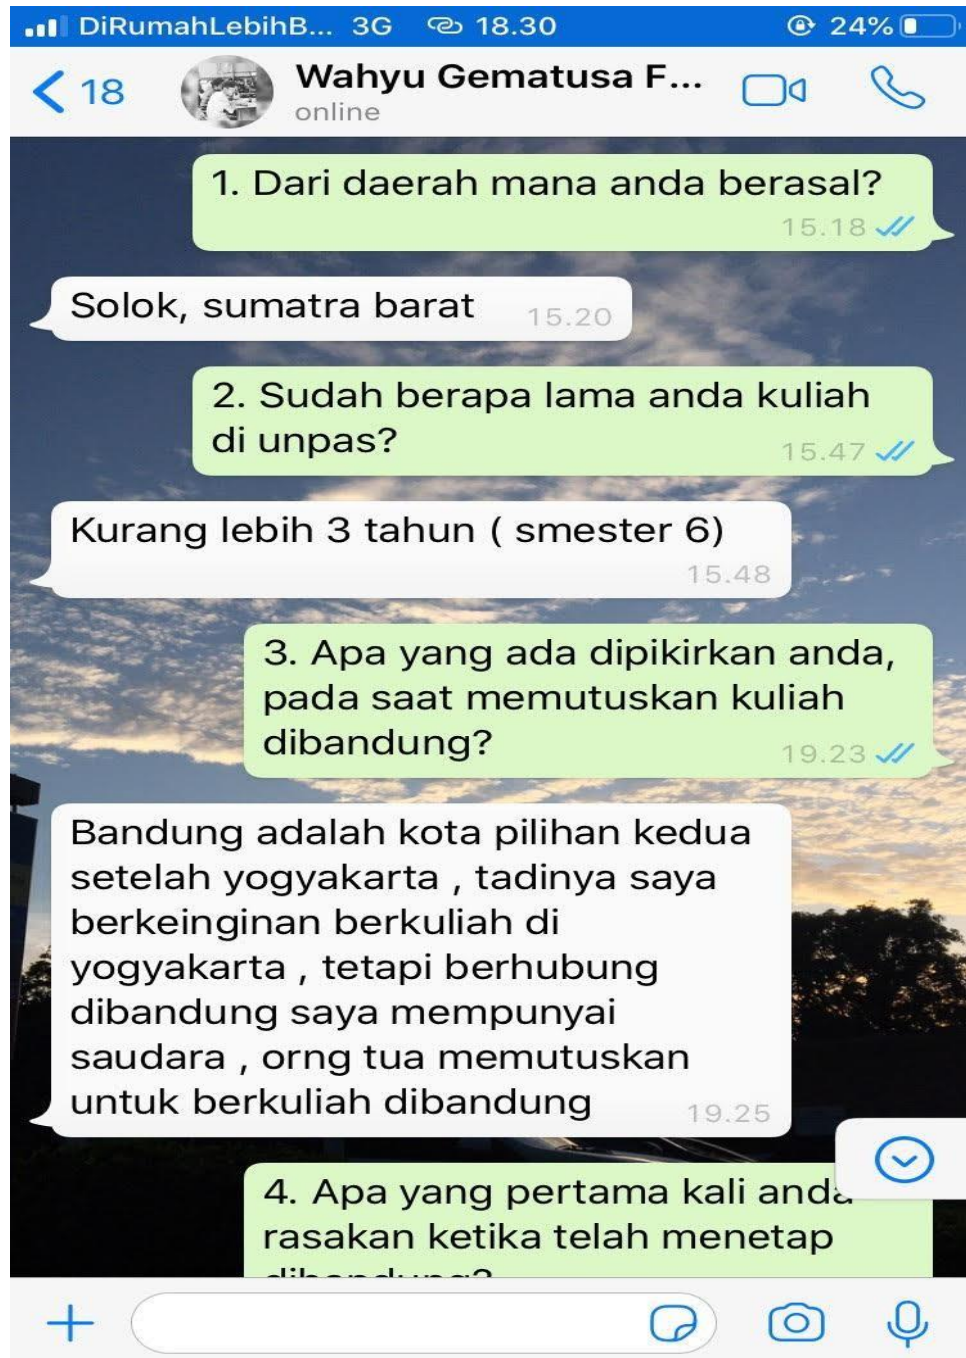 DiRumahLebihB... 3G 18.30 24%
18 Wahyu Gematusa F...
online
1. Dari daerah mana anda berasal?
15.18
Solok, sumatra barat 15.20
2. Sudah berapa lama anda kuliah
di unpas? 15.47
Kurang lebih 3 tahun ( smester 6)
15.48
3. Apa yang ada dipikirkan anda,
pada saat memutuskan kuliah
dibandung? 19.23
Bandung adalah kota pilihan kedua
setelah yogyakarta , tadinya saya
berkeinginan berkuliah di
yogyakarta , tetapi berhubung
dibandung saya mempunyai
saudara , orng tua memutuskan
untuk berkuliah dibandung 19.25
4. Apa yang pertama kali anda
rasakan ketika telah menetap
dibandung?